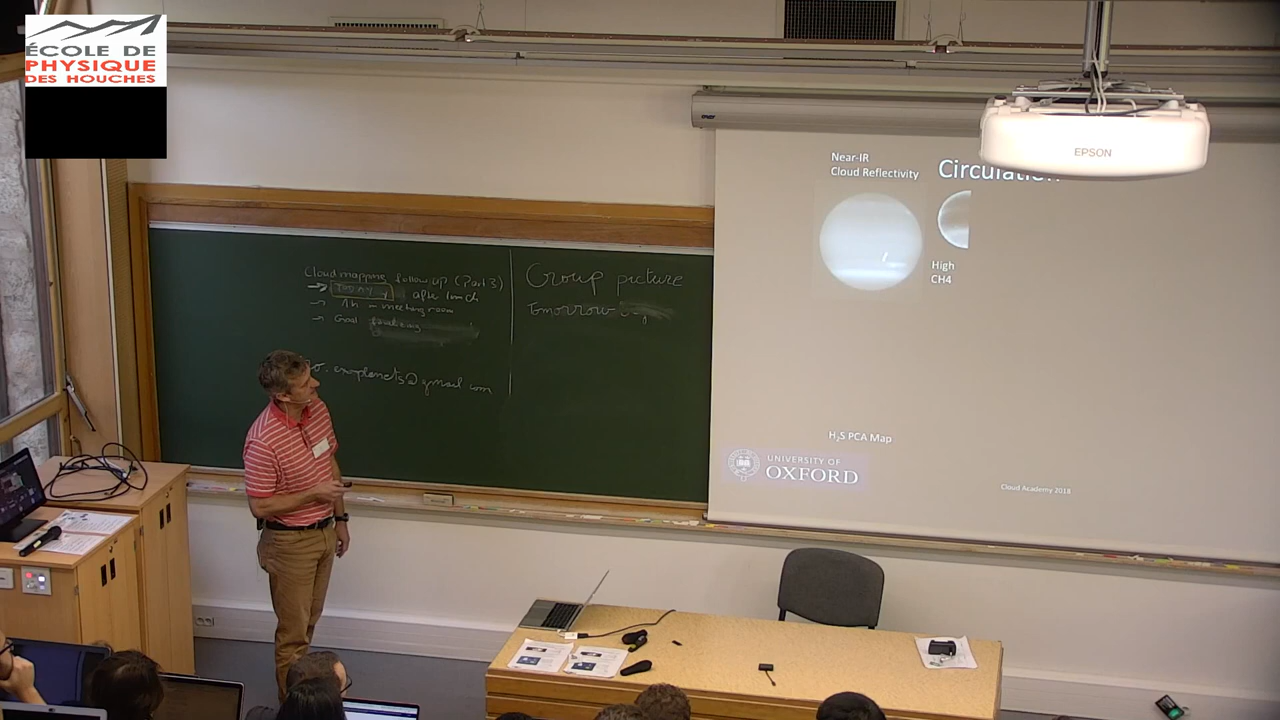 ÉCOLE DE
PHYSIQUE
DES HOUCHES
EPSON
Near-IR
Cloud Reflectivity
Circulation
High
CH4
H₂S PCA Map
UNIVERSITY OF
OXFORD
Cloud Academy 2018
Cloud mapping follow up (Part 3)
after lunch
in meeting room
Goal
exoplanets@gmail.com
Group picture
Tomorrow